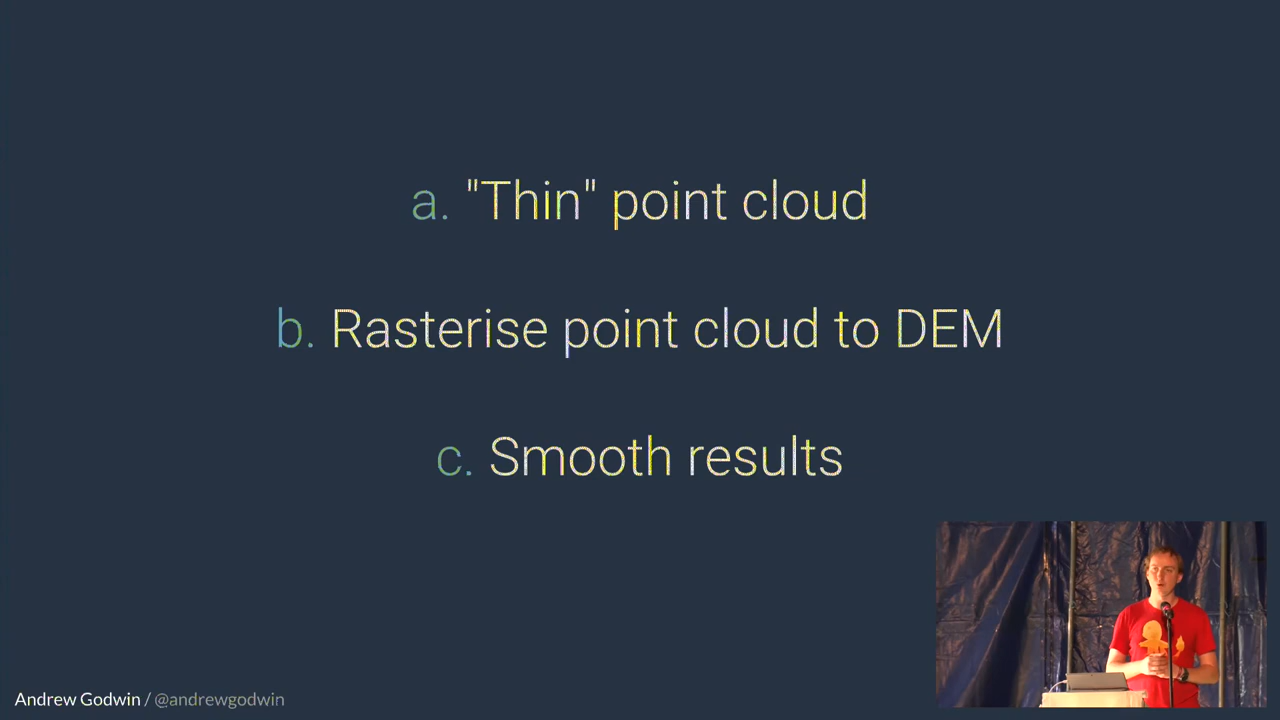 a. "Thin" point cloud
b. Rasterise point cloud to DEM
c. Smooth results
Andrew Godwin / @andrewgodwin